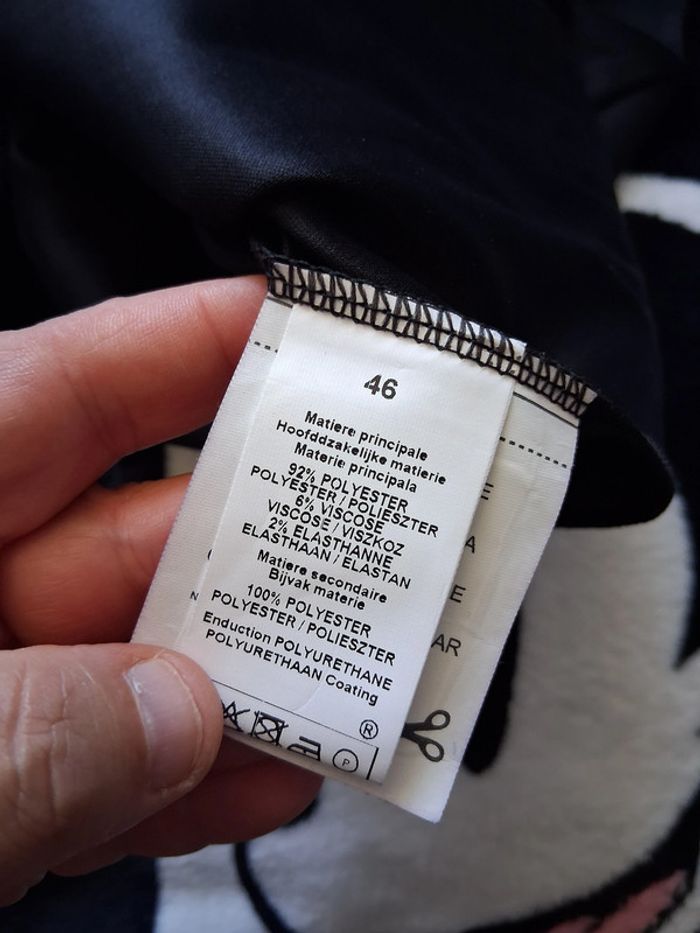 46
Matiere principale
Hoofddzakelijke matierie
Materie principala
92% POLYESTER
POLYESTER / POLIESZTER
6% VISCOSE
VISCOSE / VISZKOZ
2% ELASTHANNE
ELASTHAAN / ELASTAN
Matiere secondaire
Bijvak materie
100% POLYESTER
POLYESTER / POLIESZTER
Enduction POLYURETHANE
POLYURETHAAN Coating
®
P
E
A
E
AR
N